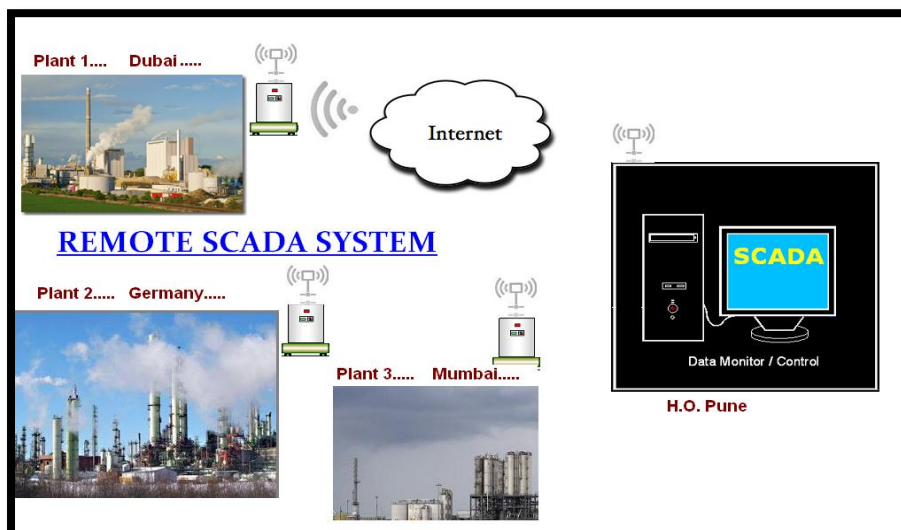 Plant 1.... Dubai .....
Internet
REMOTE SCADA SYSTEM
Plant 2..... Germany.....
Plant 3..... Mumbai.....
SCADA
Data Monitor / Control
H.O. Pune